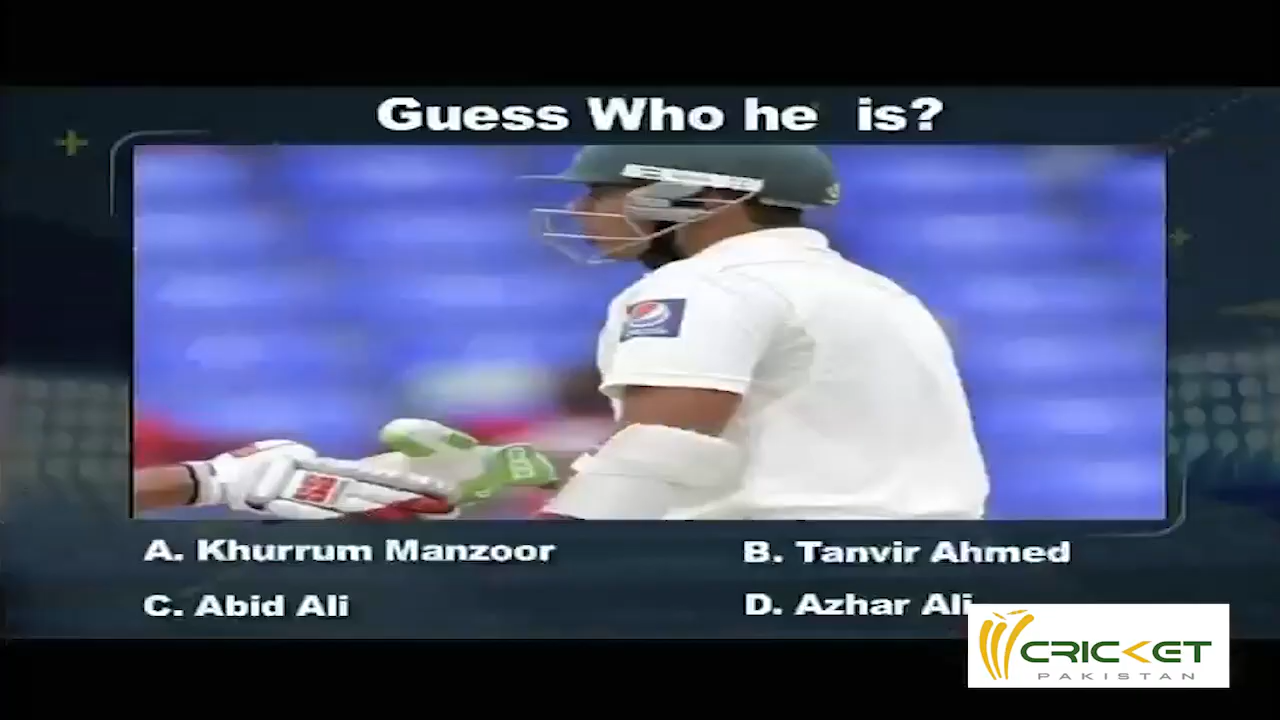 Guess Who he is?
A. Khurrum Manzoor
B. Tanvir Ahmed
C. Abid Ali
D. Azhar Ali
CRICKET
PAKISTAN